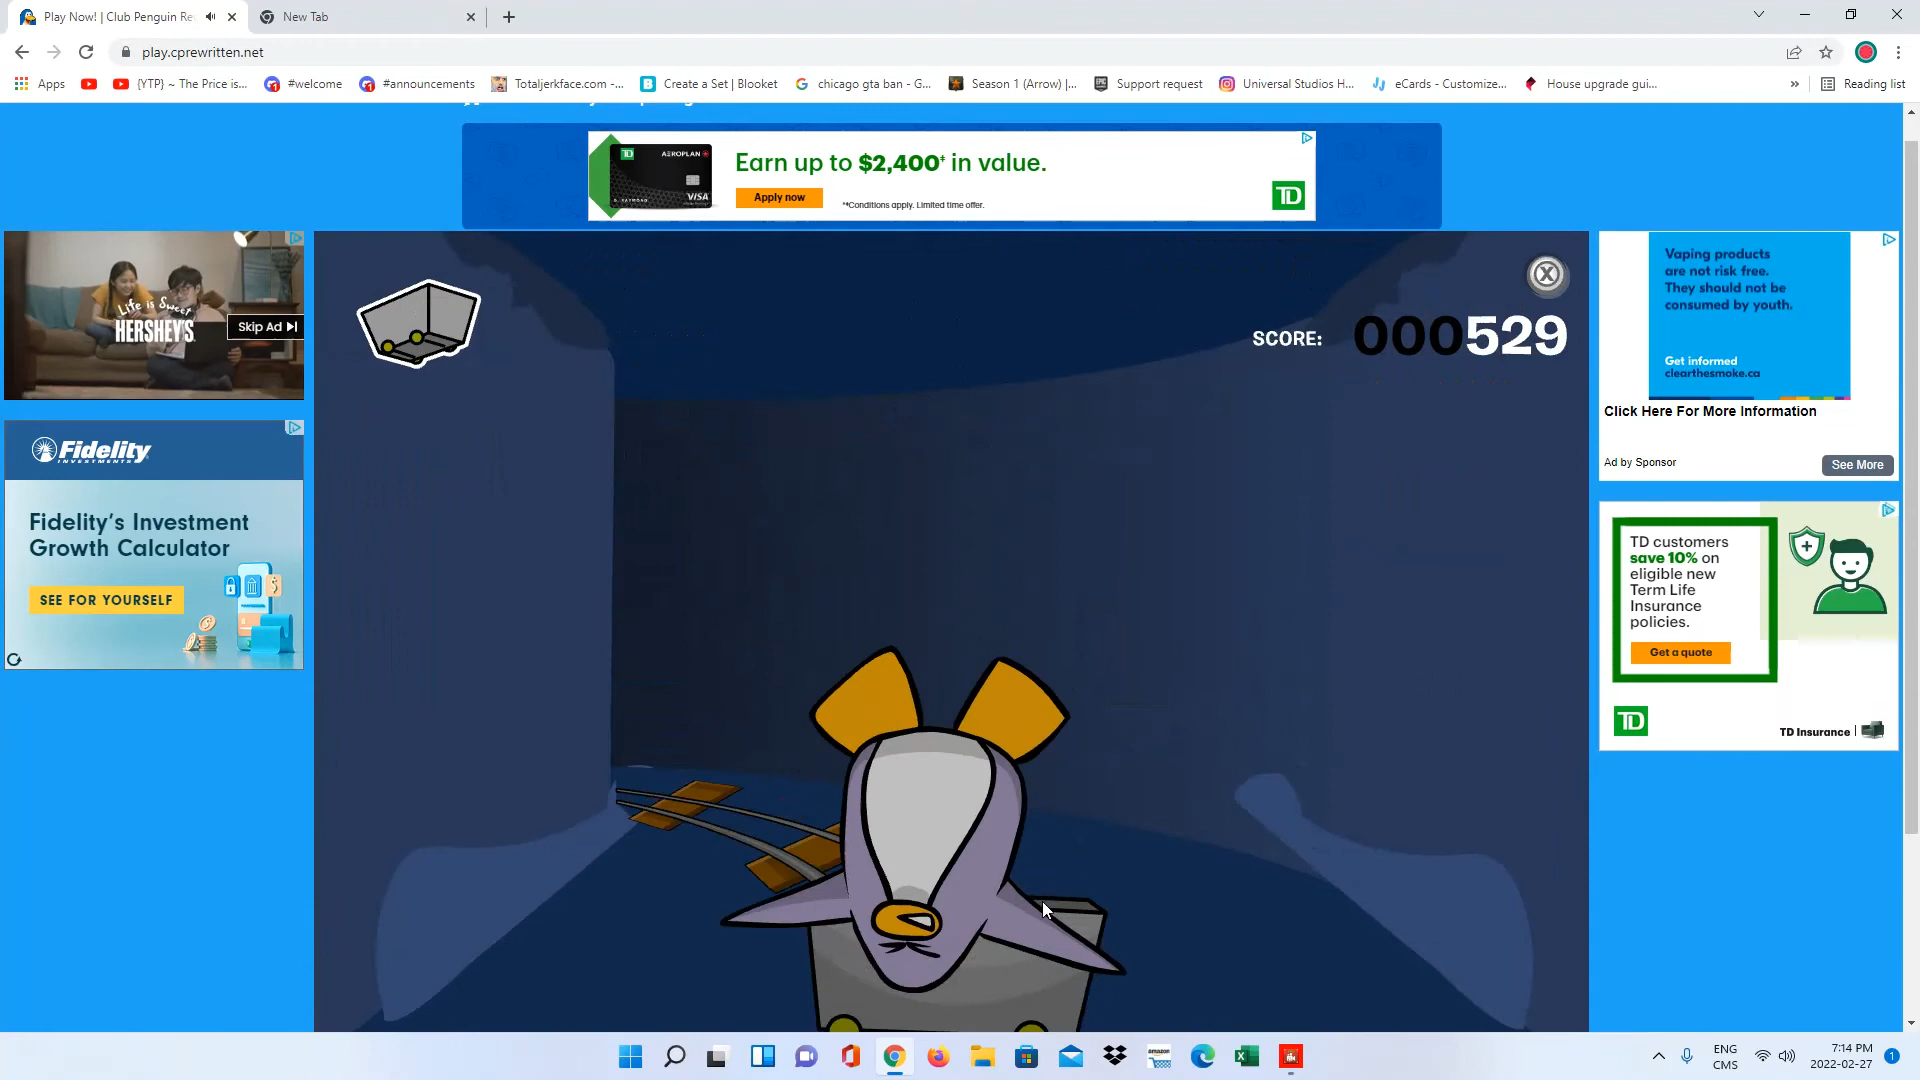 Play Now! | Club Penguin Re
New Tab
play.cprewritten.net
Apps
{YTP} ~ The Price is...
#welcome
#announcements
Totaljerkface.com -...
Create a Set | Blooket
chicago gta ban - G...
Season 1 (Arrow) |...
Support request
Universal Studios H...
eCards - Customize...
House upgrade gui...
»
Reading list
TD
AEROPLAN
VISA
Earn up to $2,400‡ in value.
Apply now
TD
Life is Sweet
HERSHEY'S
Skip Ad
SCORE: 000529
Vaping products
are not risk free.
They should not be
consumed by youth.
Get informed
clearthesmoke.ca
Click Here For More Information
Ad by Sponsor
See More
Fidelity
INVESTMENTS
Fidelity's Investment
Growth Calculator
SEE FOR YOURSELF
TD customers
save 10% on
eligible new
Term Life
Insurance
policies.
Get a quote
TD
TD Insurance
amazon
ENG
CMS
7:14 PM
2022-02-27
1